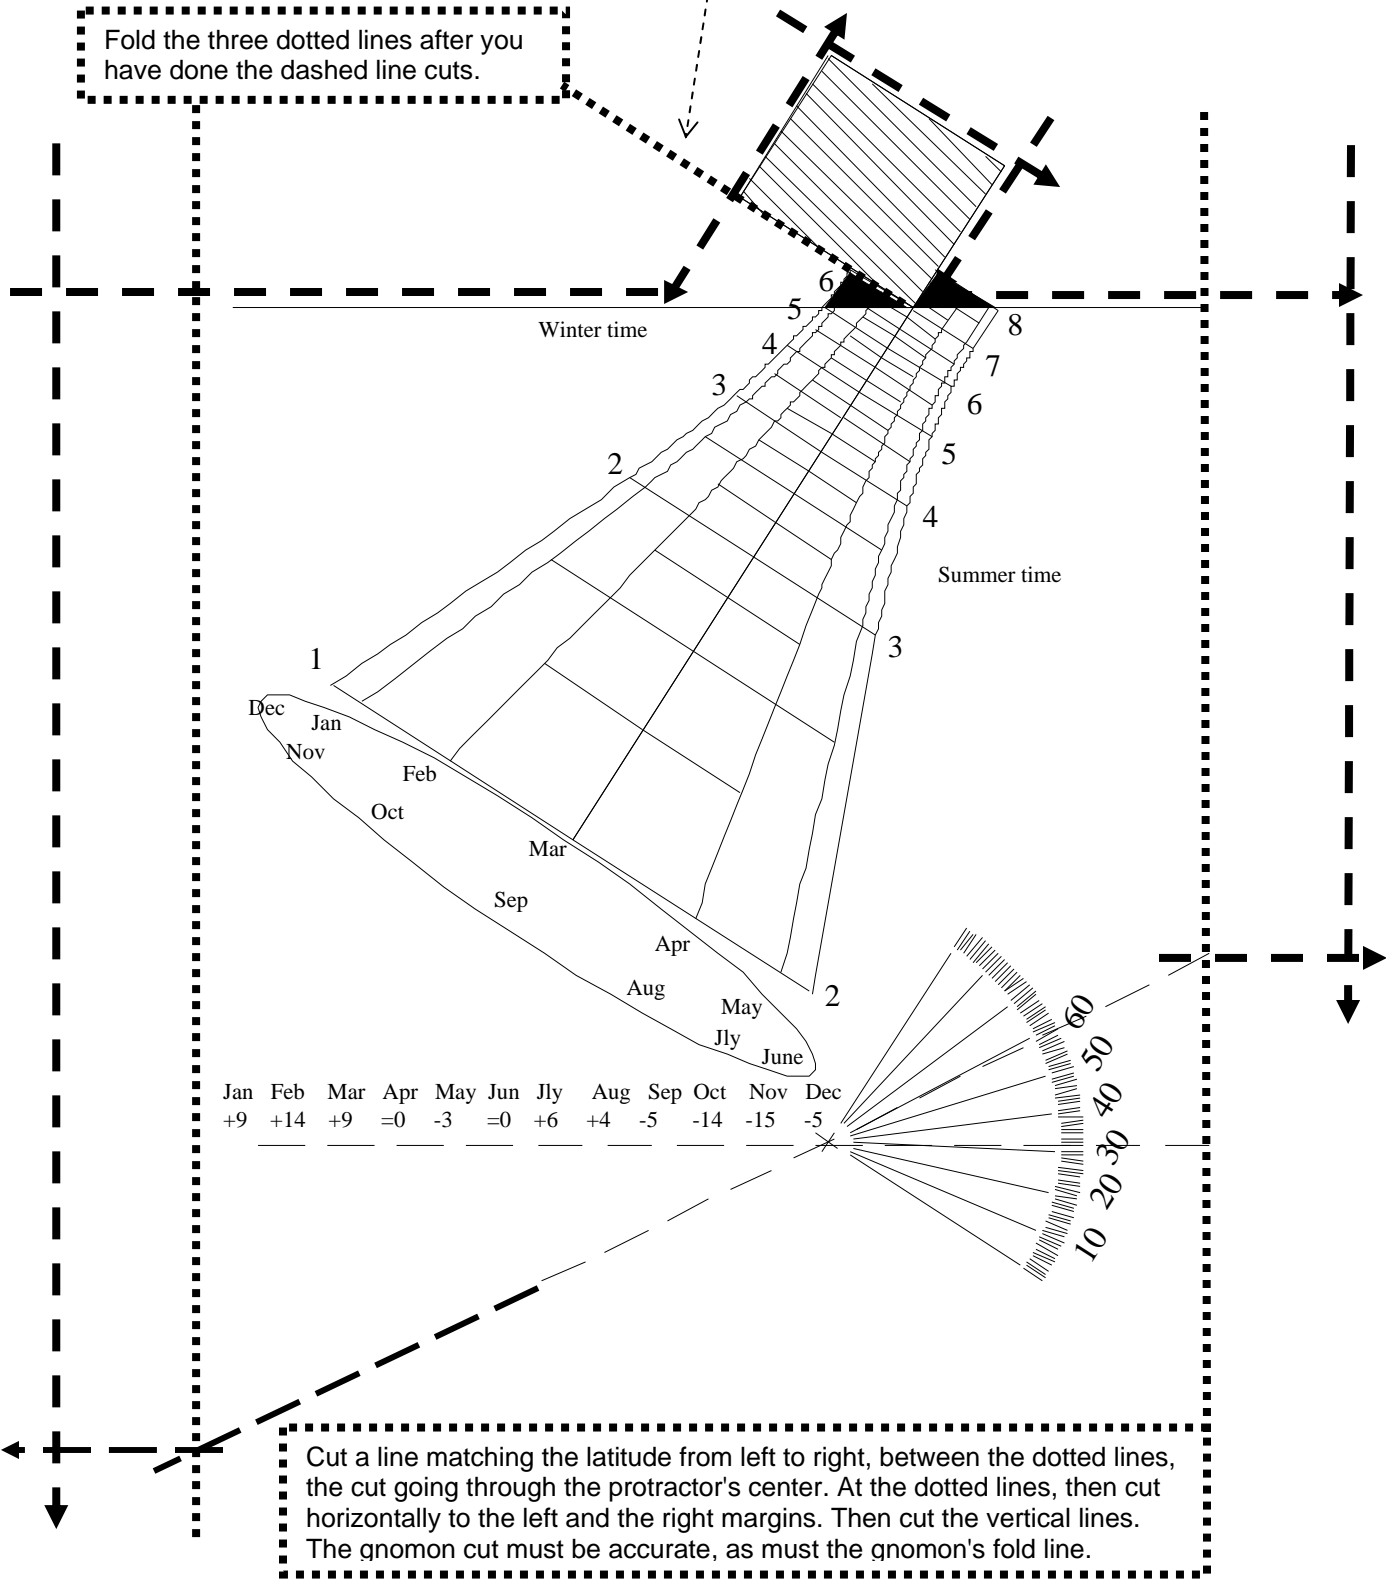 Fold the three dotted lines after you
have done the dashed line cuts.
6
5
8
Winter time
4
7
3
6
5
2
4
Summer time
3
1
Dec
Jan
Nov
Feb
Oct
Mar
Sep
Apr
Aug
2
May
Jly
June
60
50
40
30
20
10
Jan Feb Mar Apr May Jun Jly Aug Sep Oct Nov Dec
+9 +14 +9 =0 -3 =0 +6 +4 -5 -14 -15 -5
Cut a line matching the latitude from left to right, between the dotted lines,
the cut going through the protractor's center. At the dotted lines, then cut
horizontally to the left and the right margins. Then cut the vertical lines.
The gnomon cut must be accurate, as must the gnomon's fold line.